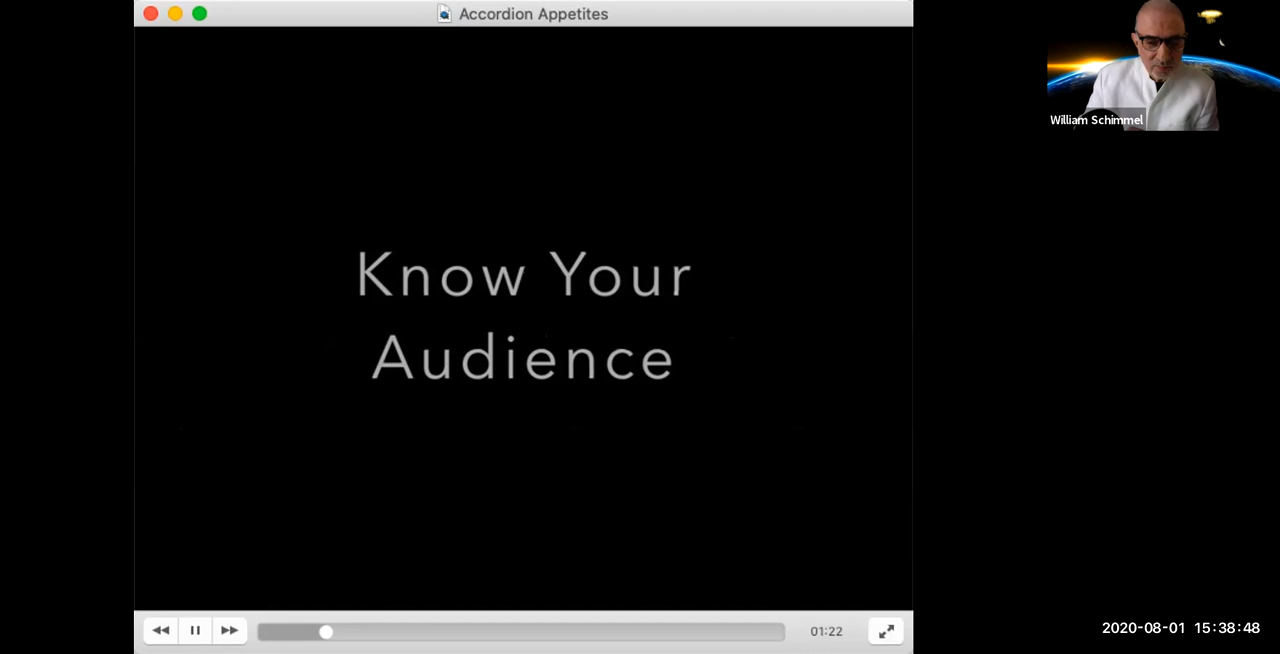 Accordion Appetites
William Schimmel
Know Your
Audience
01:22
2020-08-01 15:38:48